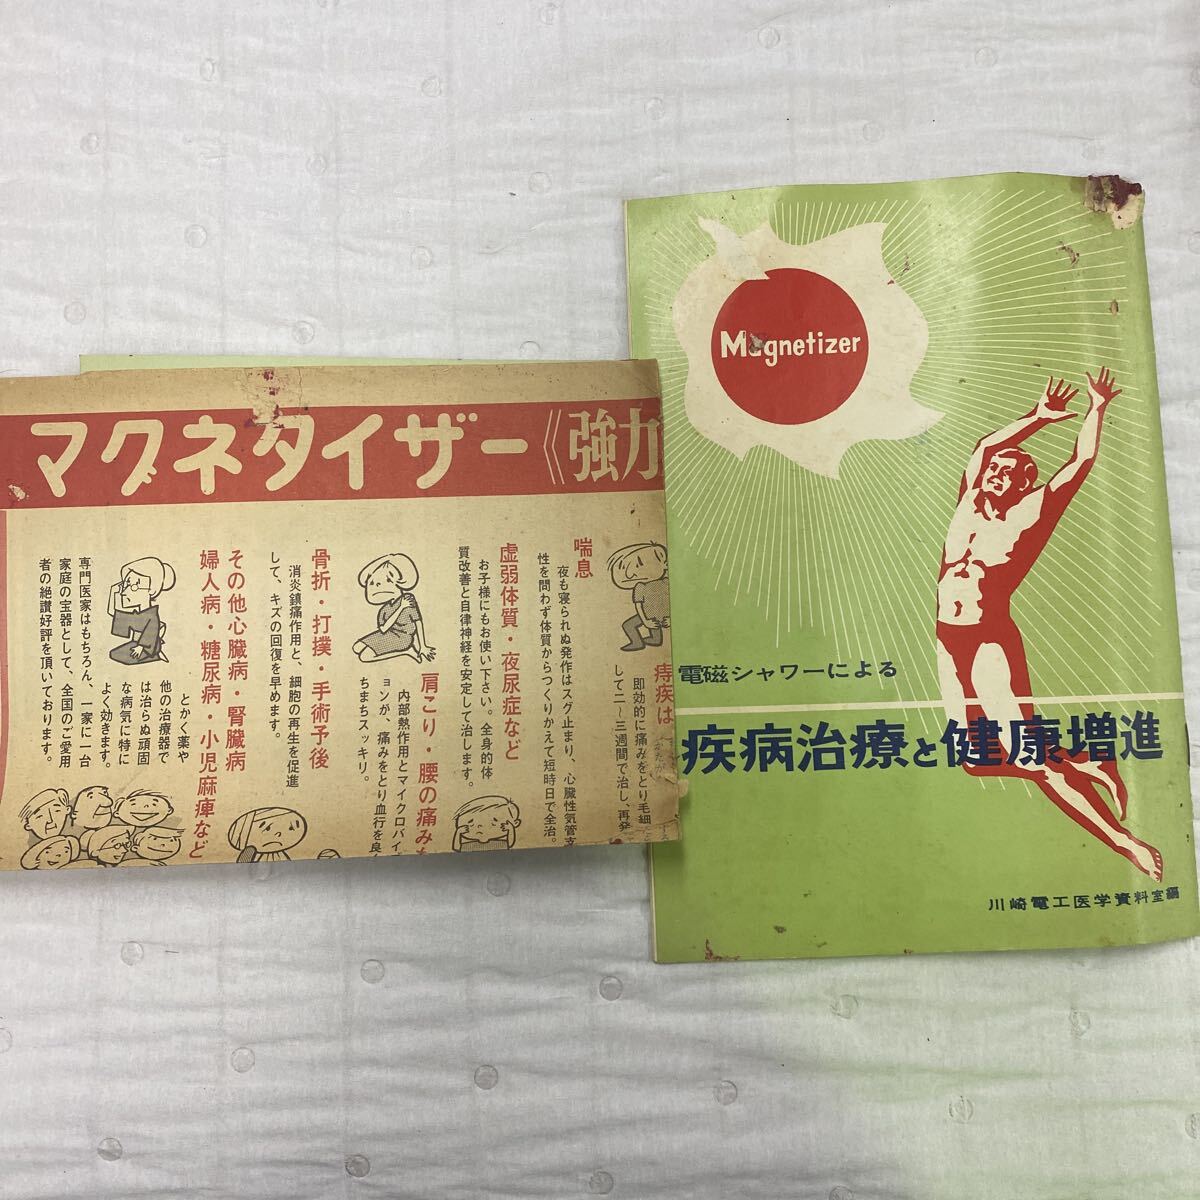 マグネタイザー《強力
痔疾は
即効的に痛みをとり毛細
して二〜三週間で治し、再発
喘息
夜も寝られぬ発作はスグ止まり、心臓性気管支
性を問わず体質からつくりかえて短時日で全治。
虚弱体質・夜尿症など
お子様にもお使い下さい。全身的体
質改善と自律神経を安定して治します。
肩こり・腰の痛み
内部熱作用とマイクロバイ
ョンが、痛みをとり血行を良
ちまちスッキリ。
骨折・打撲・手術予後
消炎鎮痛作用と、細胞の再生を促進
して、キズの回復を早めます。
その他心臓病・腎臓病
婦人病・糖尿病・小児麻痺など
とかく薬や
他の治療器で
は治らぬ頑固
な病気に特に
よく効きます。
専門医家はもちろん、一家に一台
家庭の宝器として、全国のご愛用
者の絶讃好評を頂いております。
Magnetizer
電磁シャワーによる
疾病治療と健康増進
川崎電工医学資料室編